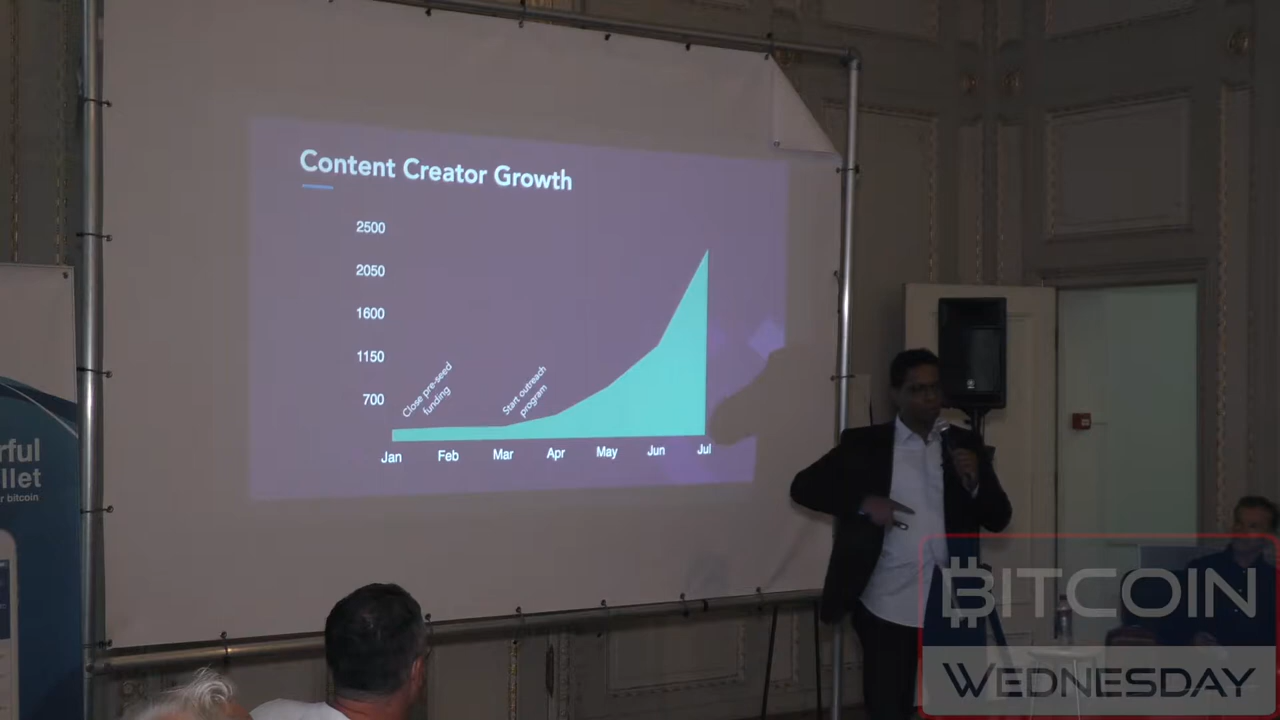 Content Creator Growth
2500
2050
1600
1150
700
Close pre-seed
funding
Start outreach
program
Jan Feb Mar Apr May Jun Jul
rful
llet
r bitcoin
BITCOIN
WEDNESDAY